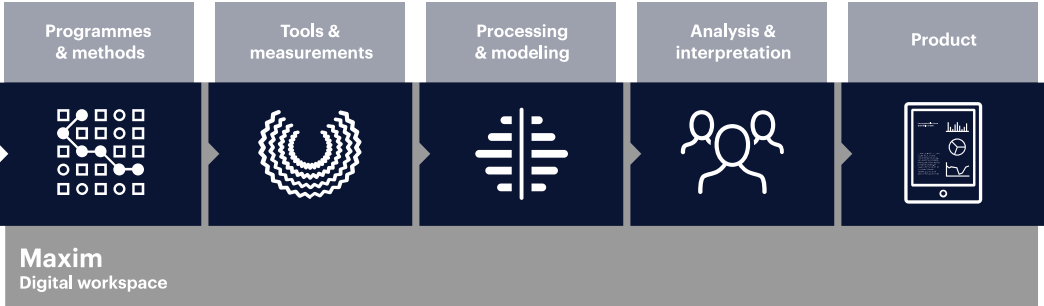 Programmes
& methods
Tools &
measurements
Processing
& modeling
Analysis &
interpretation
Product
Maxim
Digital workspace